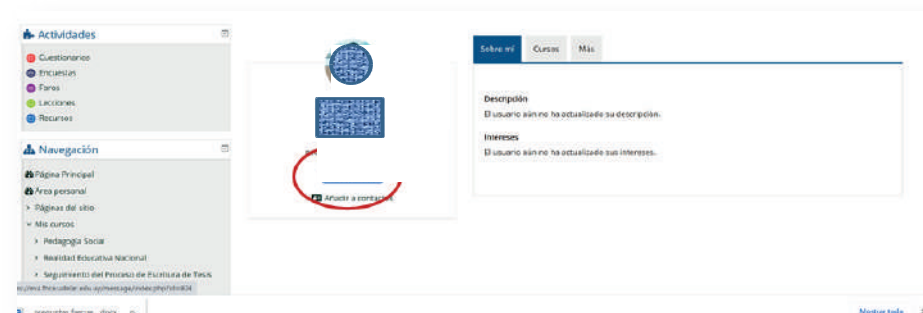 Actividades
Cuestionarios
Encuestas
Foros
Lecciones
Recursos
Navegación
Página Principal
Área personal
Páginas del sitio
Mis cursos
Pedagogía Social
Realidad Educativa Nacional
Seguimiento del Proceso de Escritura de Tesis
Añadir a contactos
Sobre mí Cursos Más
Descripción
El usuario aún no ha actualizado su descripción.
Intereses
El usuario aún no ha actualizado sus intereses.
Mostrar todo